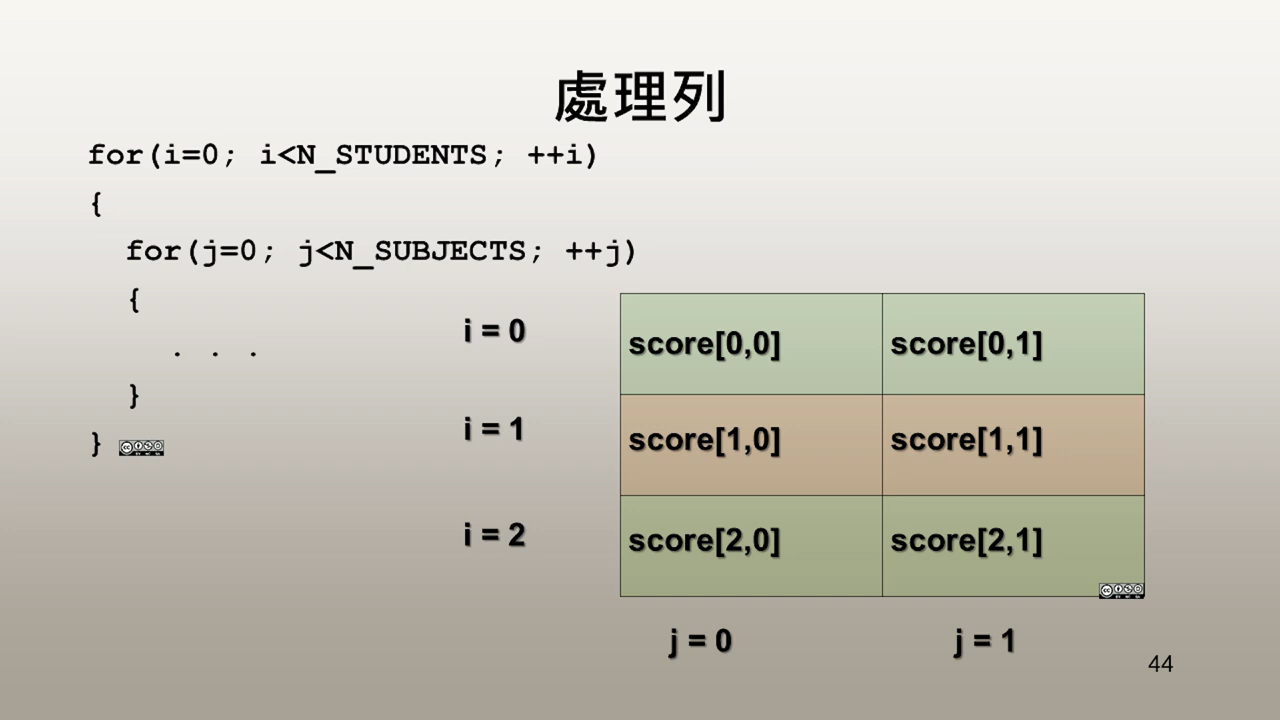 處理列
for(i=0; i<N_STUDENTS; ++i)
{
for(j=0; j<N_SUBJECTS; ++j)
{
. . .
}
}
i = 0
score[0,0] score[0,1]
i = 1
score[1,0] score[1,1]
i = 2
score[2,0] score[2,1]
j = 0 j = 1
44